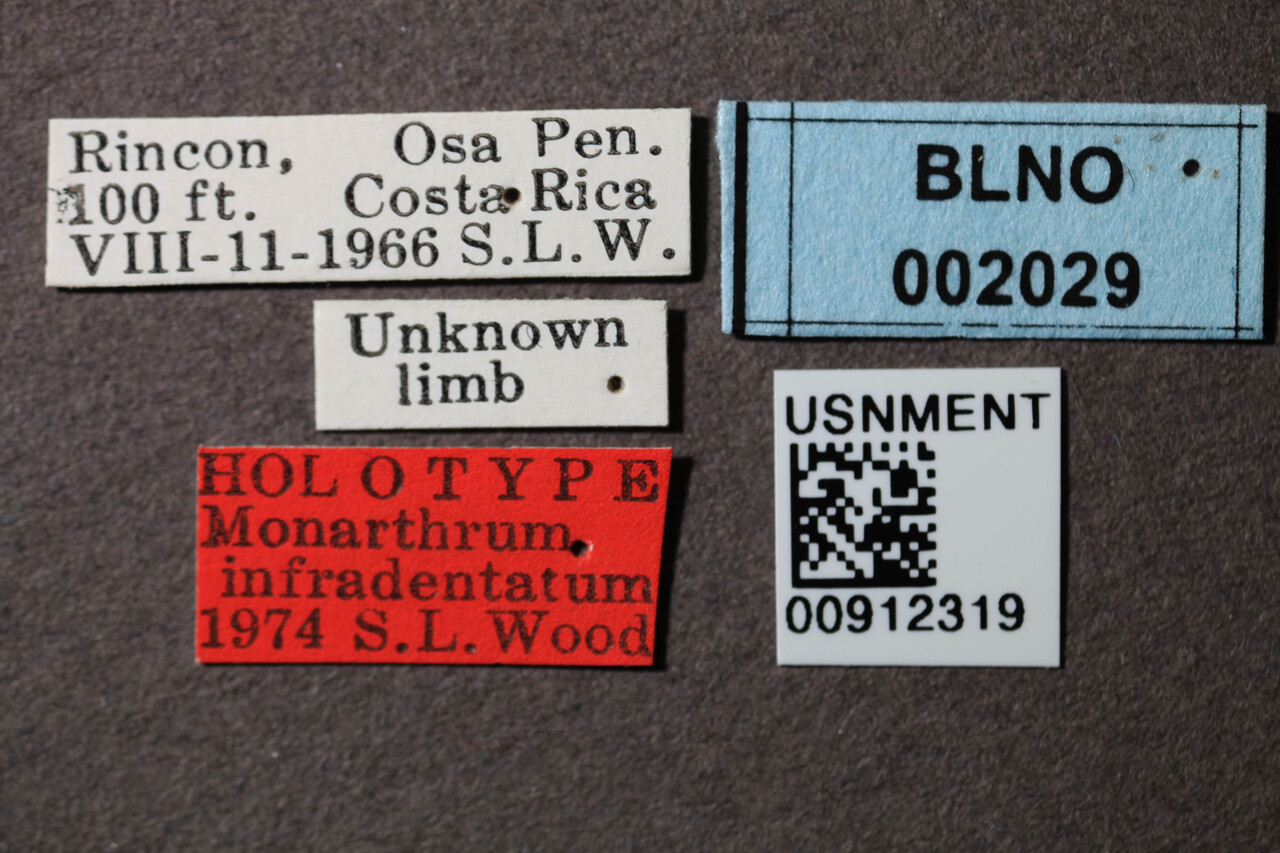 Rincon, Osa Pen.
100 ft. Costa Rica
VIII-11-1966 S.L.W.
Unknown
limb
HOLOTYPE
Monarthrum
infradentatum
1974 S.L.Wood
BLNO
002029
USNMENT
00912319